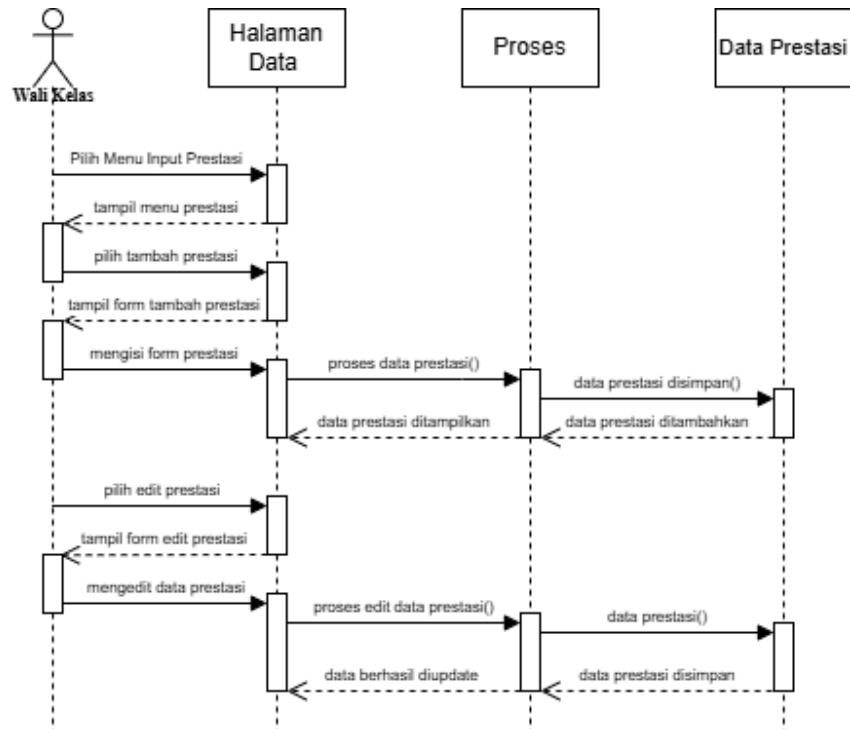 Halaman
Data
Proses
Data Prestasi
Wali Kelas
Pilih Menu Input Prestasi
tampil menu prestasi
pilih tambah prestasi
tampil form tambah prestasi
mengisi form prestasi
proses data prestasi()
data prestasi disimpan()
data prestasi ditampilkan
data prestasi ditambahkan
pilih edit prestasi
tampil form edit prestasi
mengedit data prestasi
proses edit data prestasi()
data prestasi()
data berhasil diupdate
data prestasi disimpan